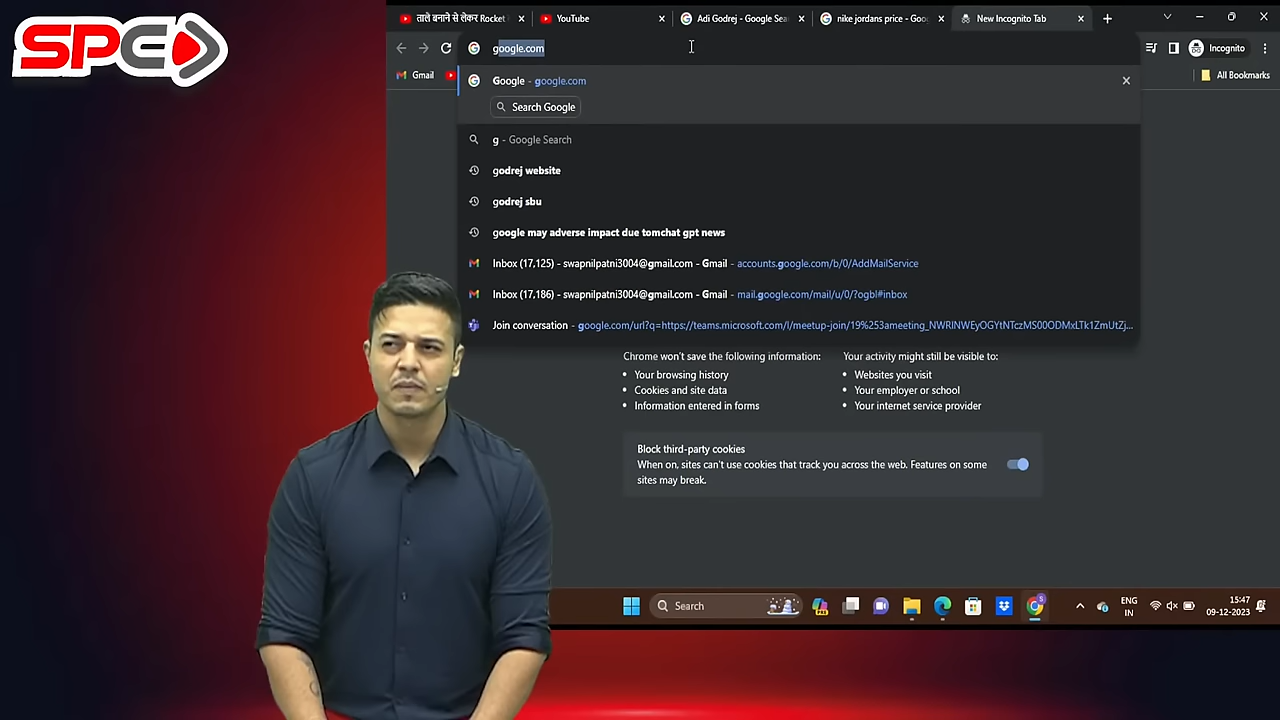 SPC
ताले बनाने से लेकर Rocket
YouTube
Adi Godrej - Google Sear
nike jordans price - Goog
New Incognito Tab
google.com
Incognito
Gmail
All Bookmarks
Google - google.com
Search Google
g - Google Search
godrej website
godrej sbu
google may adverse impact due tomchat gpt news
Inbox (17,125) - swapnilpatni3004@gmail.com - Gmail - accounts.google.com/b/0/AddMailService
Inbox (17,186) - swapnilpatni3004@gmail.com - Gmail - mail.google.com/mail/u/0/?ogbl#inbox
Join conversation - google.com/url?q=https://teams.microsoft.com/l/meetup-join/19%253ameeting_NWRlNWEyOGYtNTczMS00ODMxLTk1ZmUtZj...
Chrome won't save the following information:
Your browsing history
Cookies and site data
Information entered in forms
Your activity might still be visible to:
Websites you visit
Your employer or school
Your internet service provider
Block third-party cookies
When on, sites can't use cookies that track you across the web. Features on some
sites may break.
Search
5
ENG
IN
15:47
09-12-2023